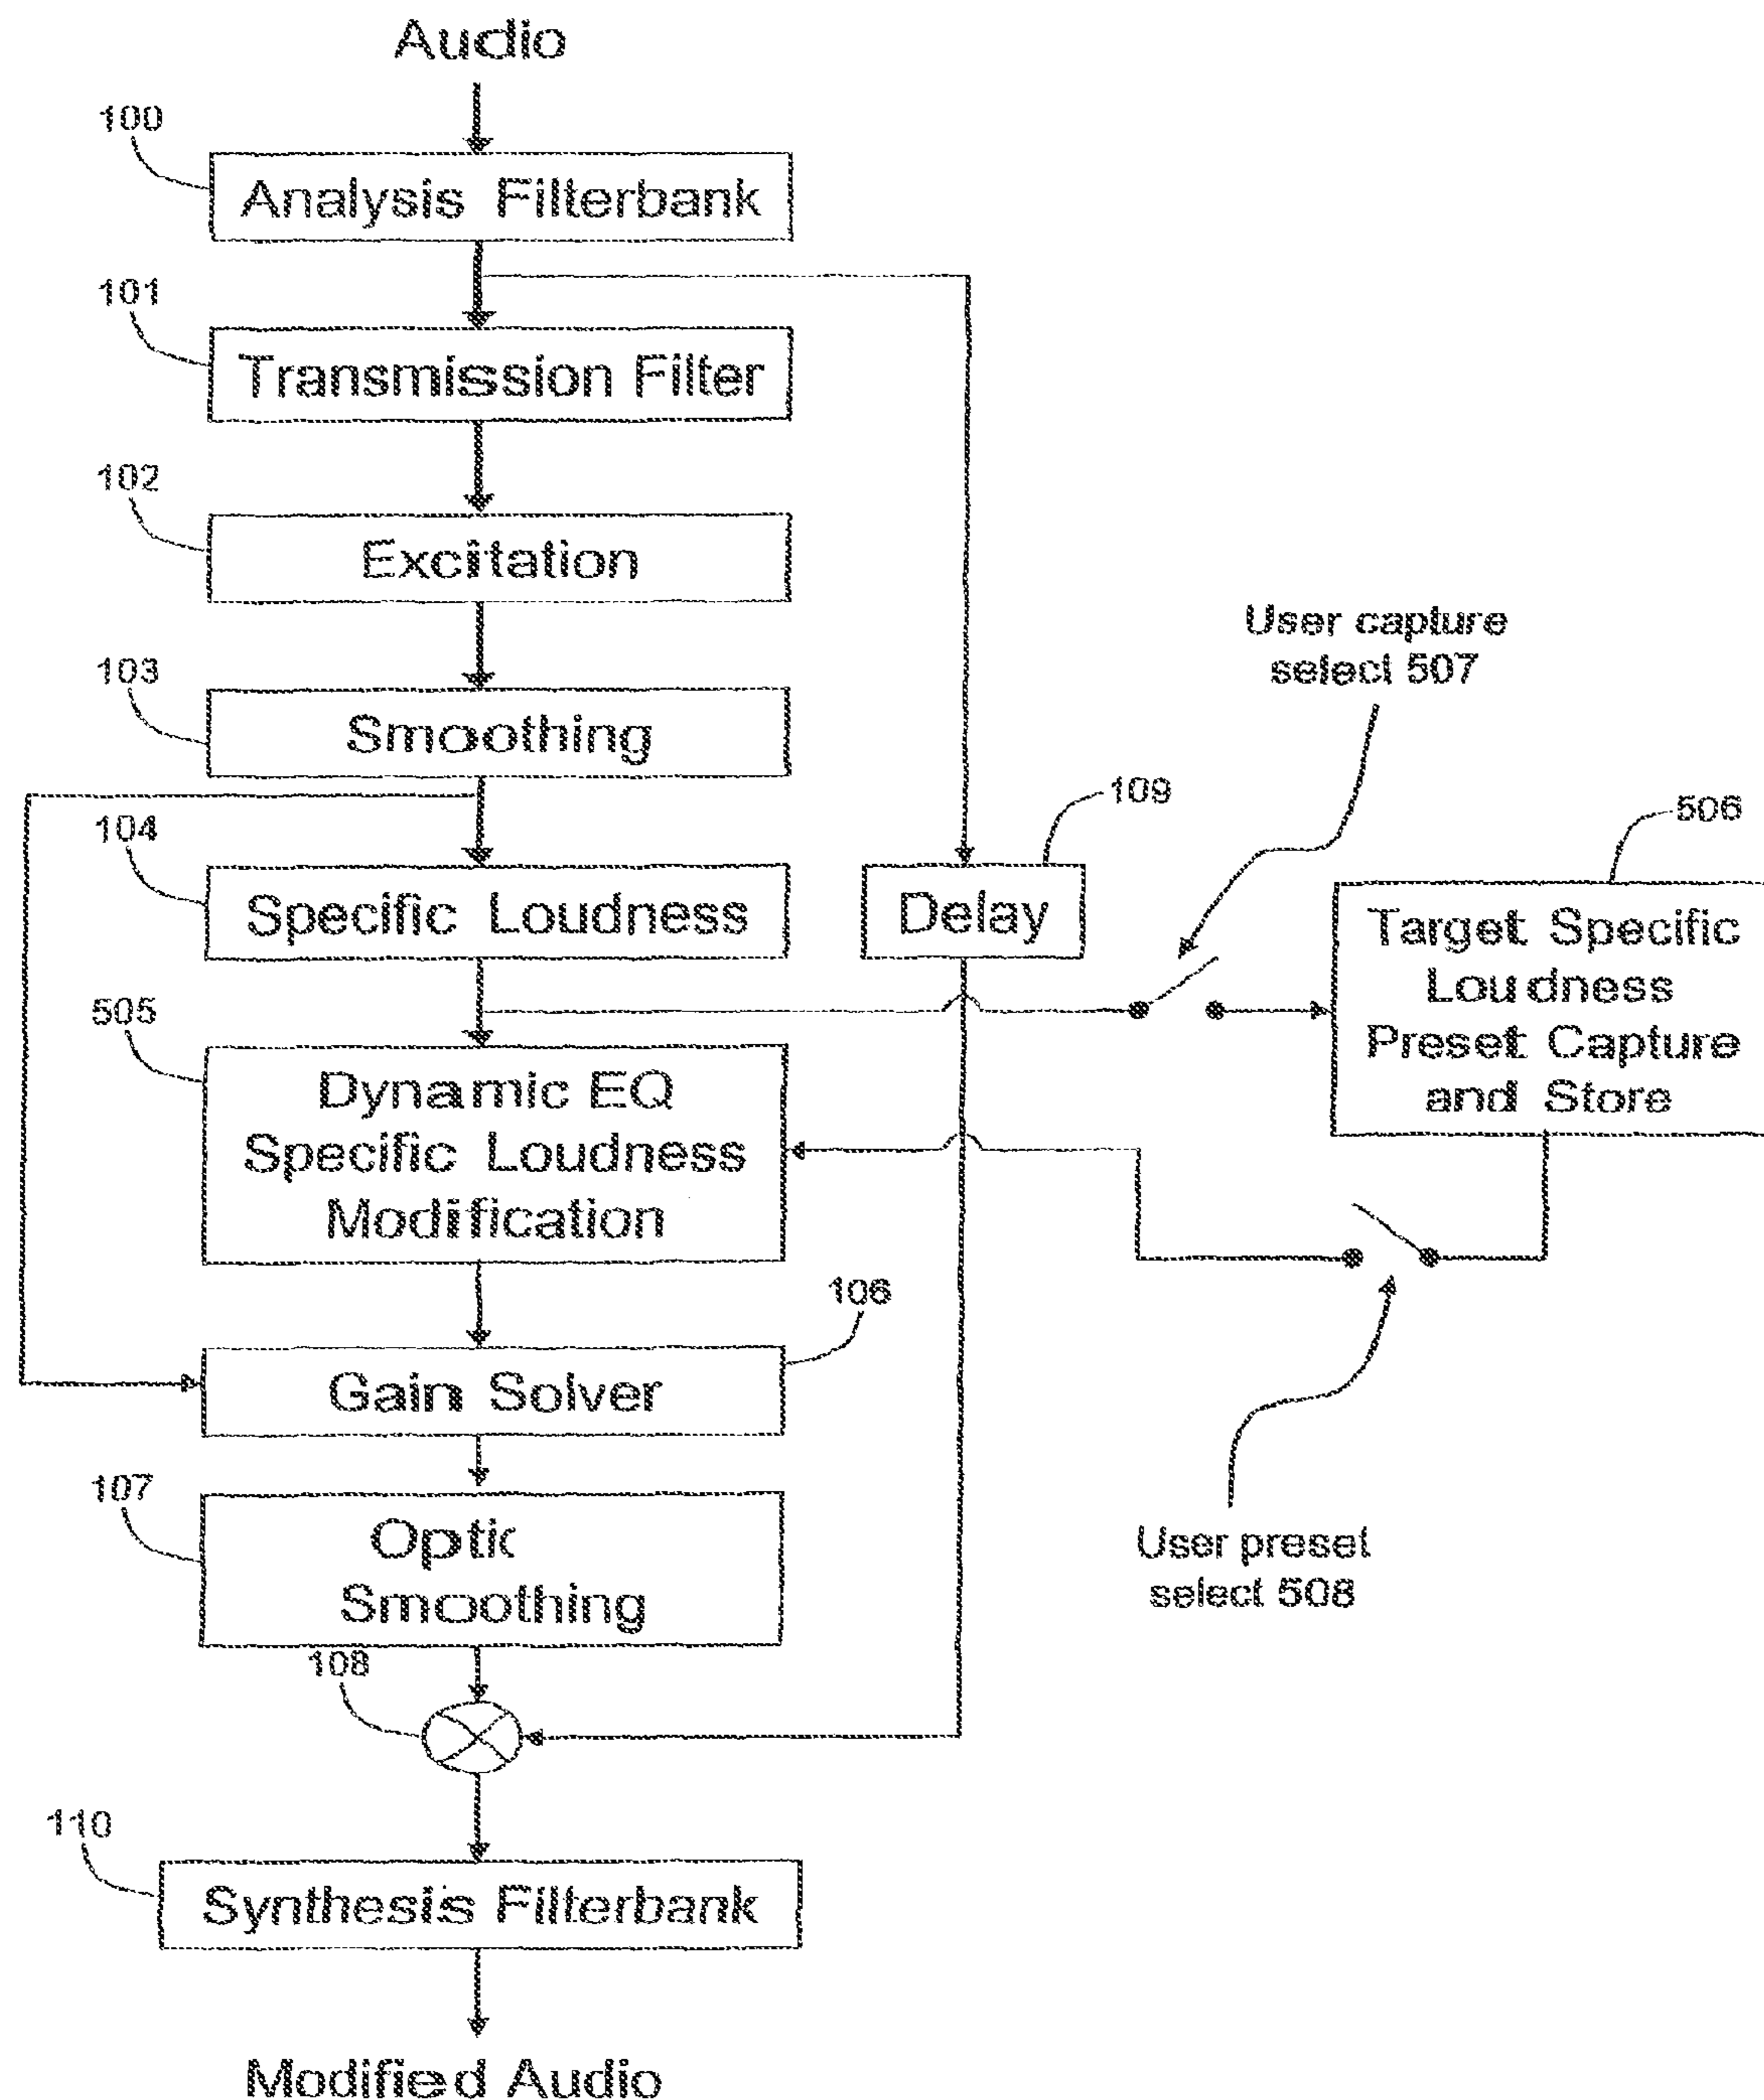 Audio
100
Analysis Filterbank
101
Transmission Filter
102
Excitation
103
Smoothing
User capture
select 507
104
Specific Loudness
109
Delay
506
Target Specific
Loudness
Preset Capture
and Store
505
Dynamic EQ
Specific Loudness
Modification
106
Gain Solver
107
Optic
Smoothing
User preset
select 508
108
110
Synthesis Filterbank
Modified Audio